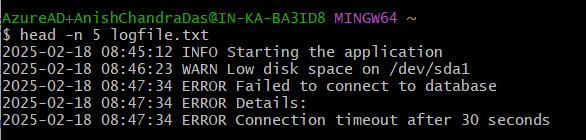 AzureAD+AnishChandraDas@IN-KA-BA3ID8 MINGW64 ~
$ head -n 5 logfile.txt
2025-02-18 08:45:12 INFO Starting the application
2025-02-18 08:46:23 WARN Low disk space on /dev/sda1
2025-02-18 08:47:34 ERROR Failed to connect to database
2025-02-18 08:47:34 ERROR Details:
2025-02-18 08:47:34 ERROR Connection timeout after 30 seconds